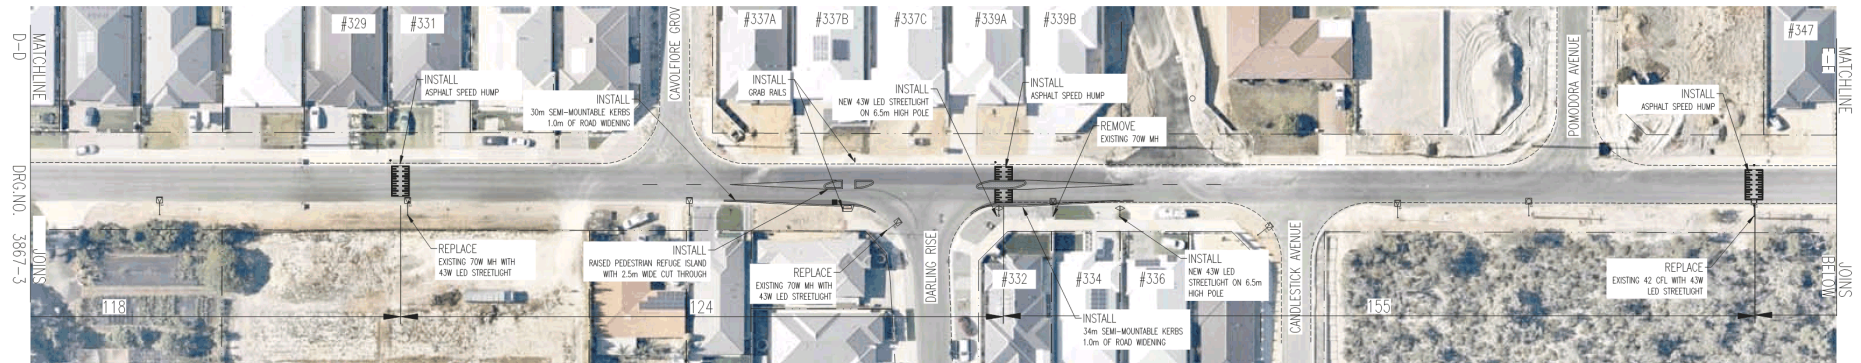 MATCHLINE
D-D
DRG.NO. 3867-3
JOINS
#329
#331
CAVOLFIORE GROV
#337A
#337B
#337C
#339A
#339B
POMODORA AVENUE
#347
MATCHLINE
E-E
JOINS
BELOW
INSTALL
ASPHALT SPEED HUMP
INSTALL
30m SEMI-MOUNTABLE KERBS
1.0m OF ROAD WIDENING
INSTALL
GRAB RAILS
INSTALL
NEW 43W LED STREETLIGHT
ON 6.5m HIGH POLE
INSTALL
ASPHALT SPEED HUMP
REMOVE
EXISTING 70W MH
INSTALL
ASPHALT SPEED HUMP
REPLACE
EXISTING 70W MH WITH
43W LED STREETLIGHT
INSTALL
RAISED PEDESTRIAN REFUGE ISLAND
WITH 2.5m WIDE CUT THROUGH
REPLACE
EXISTING 70W MH WITH
43W LED STREETLIGHT
DARLING RISE
#332
#334
#336
INSTALL
NEW 43W LED
STREETLIGHT ON 6.5m
HIGH POLE
INSTALL
34m SEMI-MOUNTABLE KERBS
1.0m OF ROAD WIDENING
CANDLESTICK AVENUE
REPLACE
EXISTING 42 CFL WITH 43W
LED STREETLIGHT
118
124
155